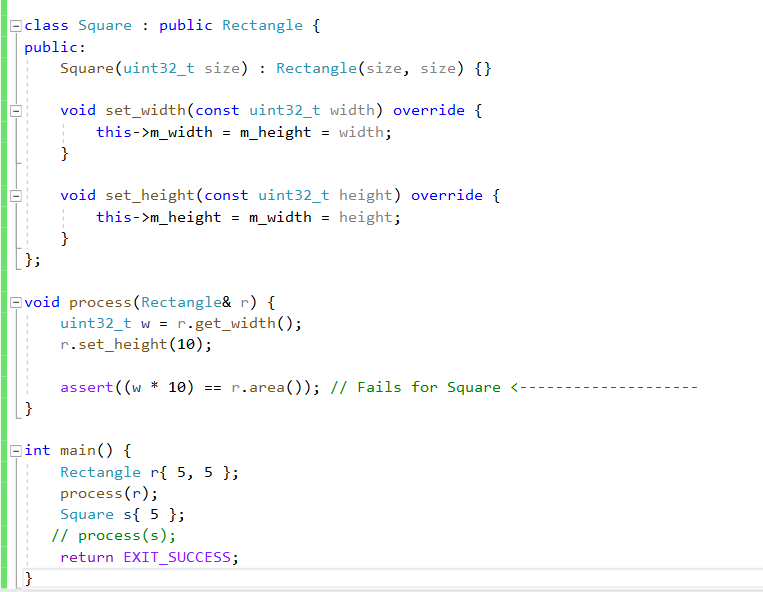 class Square : public Rectangle {
public:
    Square(uint32_t size) : Rectangle(size, size) {}

    void set_width(const uint32_t width) override {
        this->m_width = m_height = width;
    }

    void set_height(const uint32_t height) override {
        this->m_height = m_width = height;
    }
};

void process(Rectangle& r) {
    uint32_t w = r.get_width();
    r.set_height(10);

    assert((w * 10) == r.area()); // Fails for Square <--------------------
}

int main() {
    Rectangle r{ 5, 5 };
    process(r);
    Square s{ 5 };
   // process(s);
    return EXIT_SUCCESS;
}